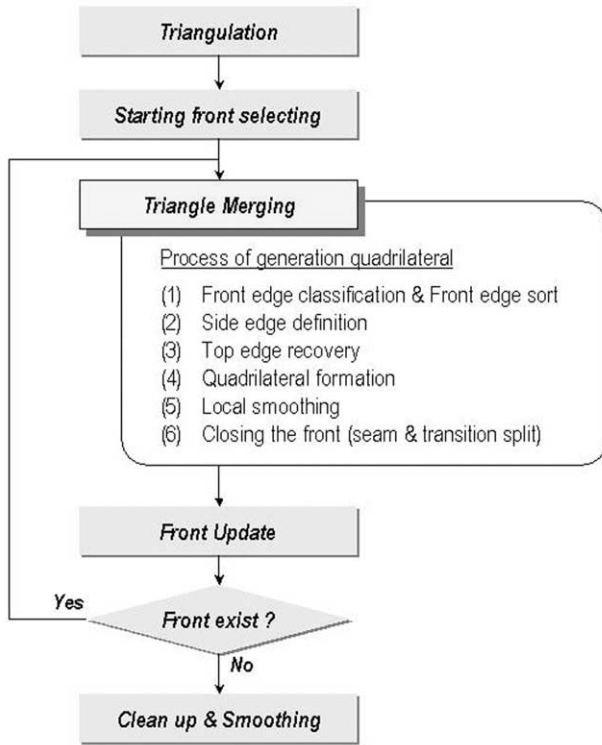 Triangulation
Starting front selecting
Triangle Merging
Process of generation quadrilateral
(1) Front edge classification & Front edge sort
(2) Side edge definition
(3) Top edge recovery
(4) Quadrilateral formation
(5) Local smoothing
(6) Closing the front (seam & transition split)
Front Update
Yes
Front exist ?
No
Clean up & Smoothing